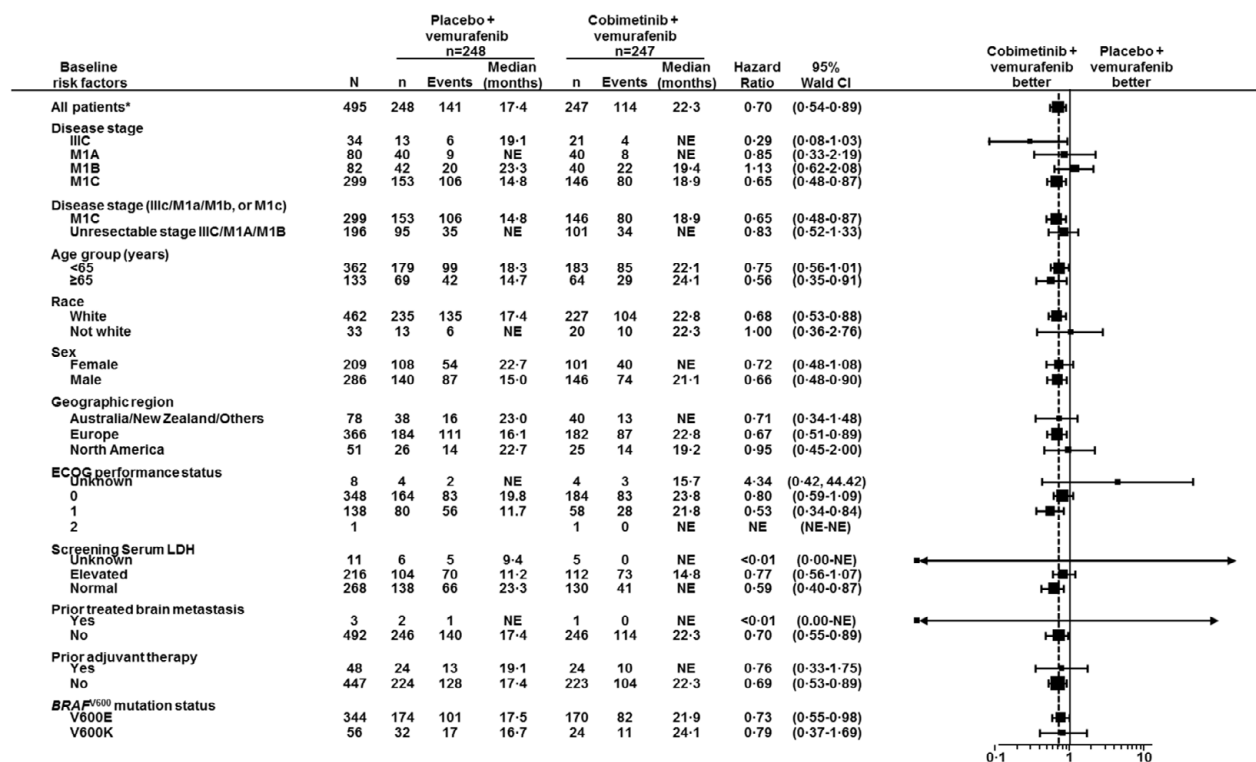 Placebo + vemurafenib n=248 Cobimetinib + vemurafenib n=247
Baseline risk factors N n Events Median (months) n Events Median (months) Hazard Ratio 95% Wald CI Cobimetinib + vemurafenib better Placebo + vemurafenib better
All patients* 495 248 141 17·4 247 114 22·3 0·70 (0·54-0·89)
Disease stage
IIIC 34 13 6 19·1 21 4 NE 0·29 (0·08-1·03)
M1A 80 40 9 NE 40 8 NE 0·85 (0·33-2·19)
M1B 82 42 20 23·3 40 22 19·4 1·13 (0·62-2·08)
M1C 299 153 106 14·8 146 80 18·9 0·65 (0·48-0·87)
Disease stage (IIIc/M1a/M1b, or M1c)
M1C 299 153 106 14·8 146 80 18·9 0·65 (0·48-0·87)
Unresectable stage IIIC/M1A/M1B 196 95 35 NE 101 34 NE 0·83 (0·52-1·33)
Age group (years)
<65 362 179 99 18·3 183 85 22·1 0·75 (0·56-1·01)
≥65 133 69 42 14·7 64 29 24·1 0·56 (0·35-0·91)
Race
White 462 235 135 17·4 227 104 22·8 0·68 (0·53-0·88)
Not white 33 13 6 NE 20 10 22·3 1·00 (0·36-2·76)
Sex
Female 209 108 54 22·7 101 40 NE 0·72 (0·48-1·08)
Male 286 140 87 15·0 146 74 21·1 0·66 (0·48-0·90)
Geographic region
Australia/New Zealand/Others 78 38 16 23·0 40 13 NE 0·71 (0·34-1·48)
Europe 366 184 111 16·1 182 87 22·8 0·67 (0·51-0·89)
North America 51 26 14 22·7 25 14 19·2 0·95 (0·45-2·00)
ECOG performance status
Unknown 8 4 2 NE 4 3 15·7 4·34 (0·42, 44·42)
0 348 164 83 19·8 184 83 23·8 0·80 (0·59-1·09)
1 138 80 56 11·7 58 28 21·8 0·53 (0·34-0·84)
2 1 1 0 NE NE (NE-NE)
Screening Serum LDH
Unknown 11 6 5 9·4 5 0 NE <0·01 (0·00-NE)
Elevated 216 104 70 11·2 112 73 14·8 0·77 (0·56-1·07)
Normal 268 138 66 23·3 130 41 NE 0·59 (0·40-0·87)
Prior treated brain metastasis
Yes 3 2 1 NE 1 0 NE <0·01 (0.00-NE)
No 492 246 140 17·4 246 114 22·3 0·70 (0·55-0·89)
Prior adjuvant therapy
Yes 48 24 13 19·1 24 10 NE 0·76 (0·33-1·75)
No 447 224 128 17·4 223 104 22·3 0·69 (0·53-0·89)
BRAF^V600 mutation status
V600E 344 174 101 17·5 170 82 21·9 0·73 (0·55-0·98)
V600K 56 32 17 16·7 24 11 24·1 0·79 (0·37-1·69)
0·1 1 10